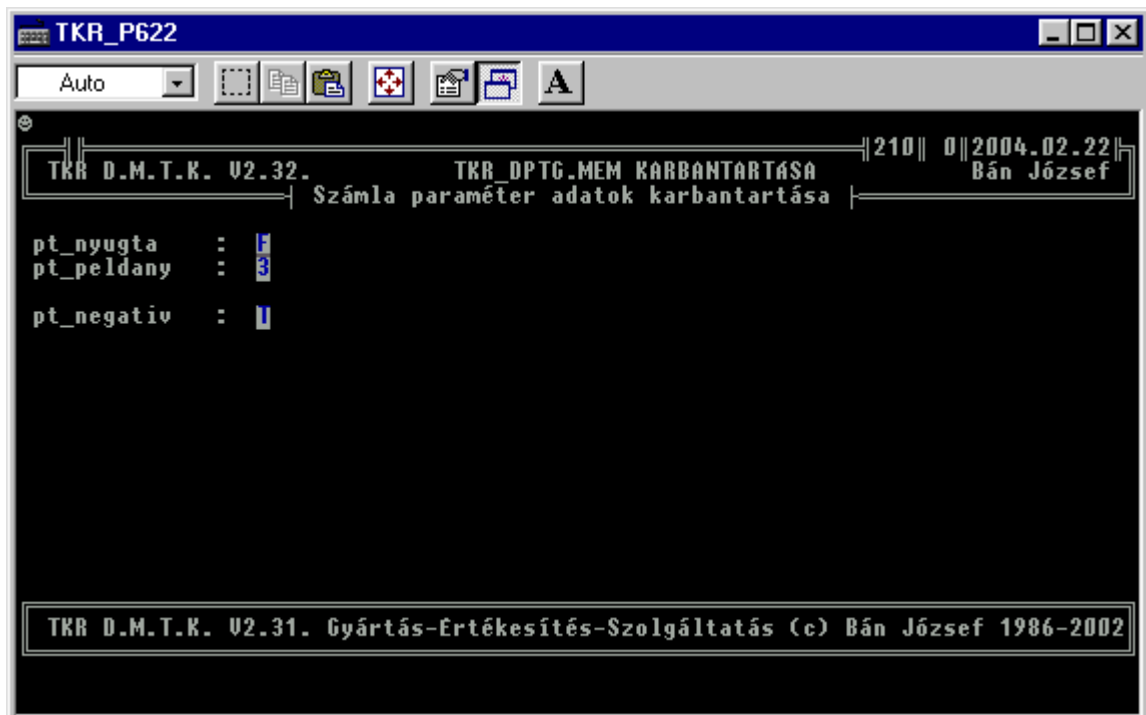 TKR_P622
Auto
A
210 0 2004.02.22
TKR D.M.T.K. V2.32. TKR_DPTG.MEM KARBANTARTÁSA Bán József
Számla paraméter adatok karbantartása
pt_nyugta : F
pt_peldany : 3
pt_negativ : T
TKR D.M.T.K. V2.31. Gyártás-Értékesítés-Szolgáltatás (c) Bán József 1986-2002